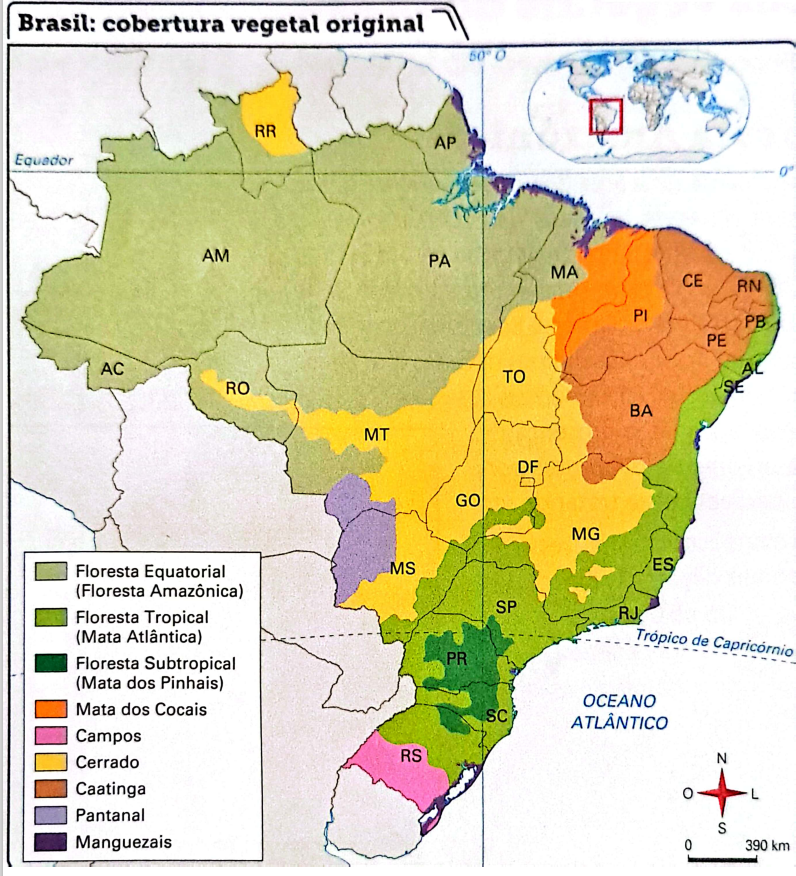 Brasil: cobertura vegetal original
50° O
Equador
0°
RR
AP
AM
PA
MA
CE
RN
PI
PB
PE
AC
AL
SE
TO
RO
BA
MT
DF
GO
MG
MS
ES
SP
RJ
Trópico de Capricórnio
PR
SC
RS
OCEANO
ATLÂNTICO
Floresta Equatorial
(Floresta Amazônica)
Floresta Tropical
(Mata Atlântica)
Floresta Subtropical
(Mata dos Pinhais)
Mata dos Cocais
Campos
Cerrado
Caatinga
Pantanal
Manguezais
N
O L
S
0 390 km